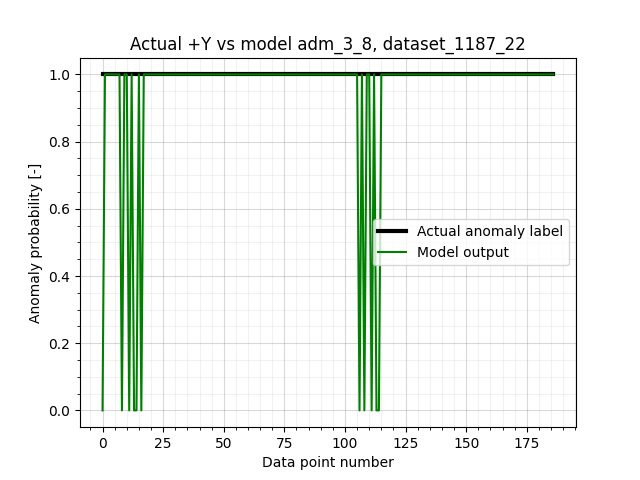 Actual +Y vs model adm_3_8, dataset_1187_22
1.0
0.8
0.6
0.4
0.2
0.0
Anomaly probability [-]
Actual anomaly label
Model output
0 25 50 75 100 125 150 175
Data point number